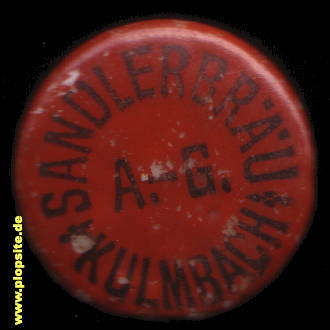 SANDLERBRÄU
A.-G.
KULMBACH
www.plopsite.de